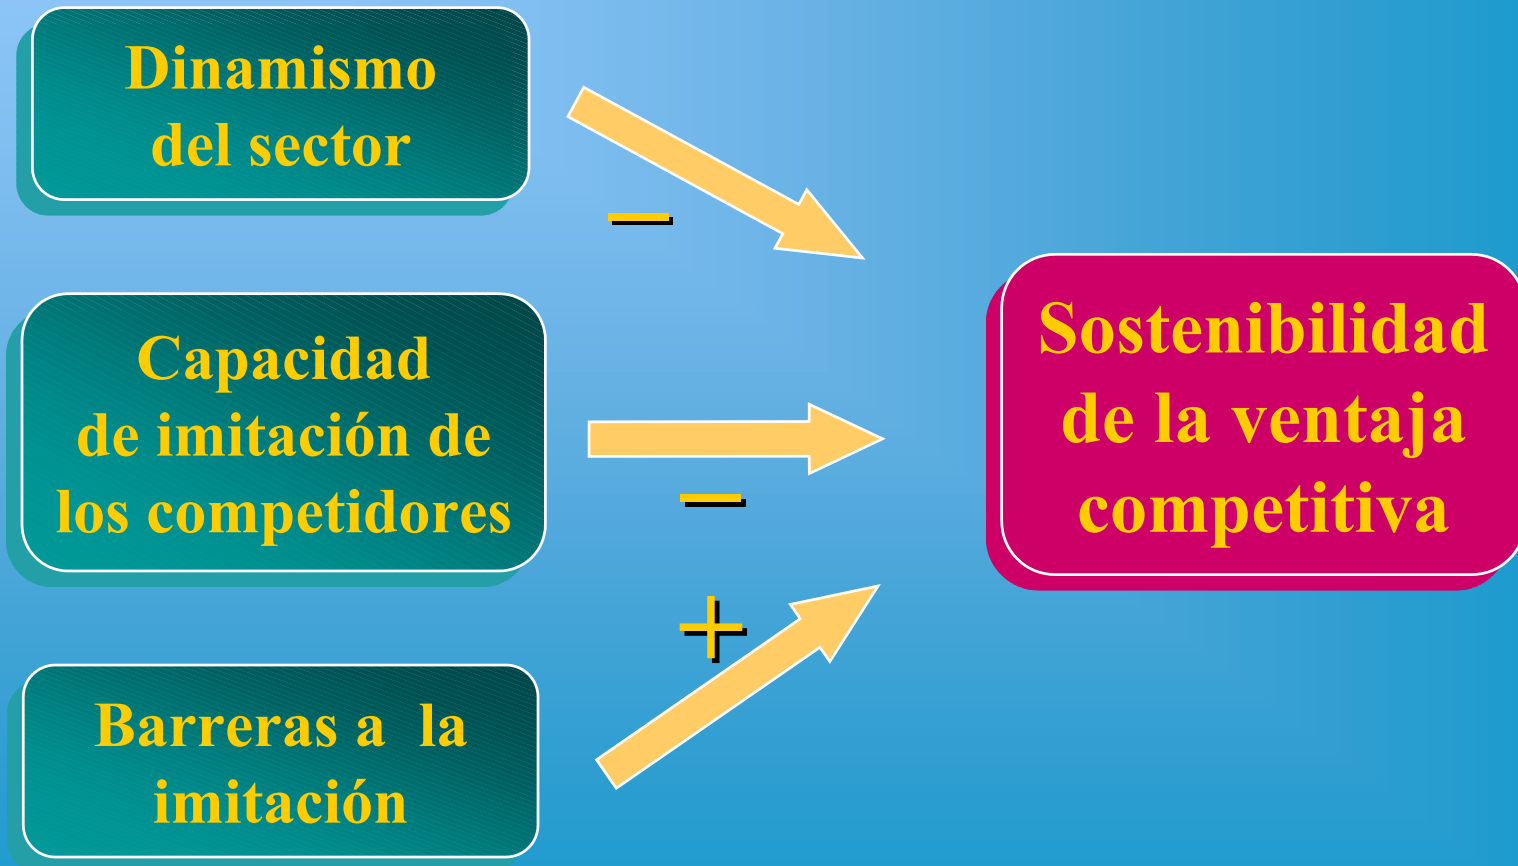 Dinamismo
del sector
–
Capacidad
de imitación de
los competidores
–
Sostenibilidad
de la ventaja
competitiva
+
Barreras a  la
imitación